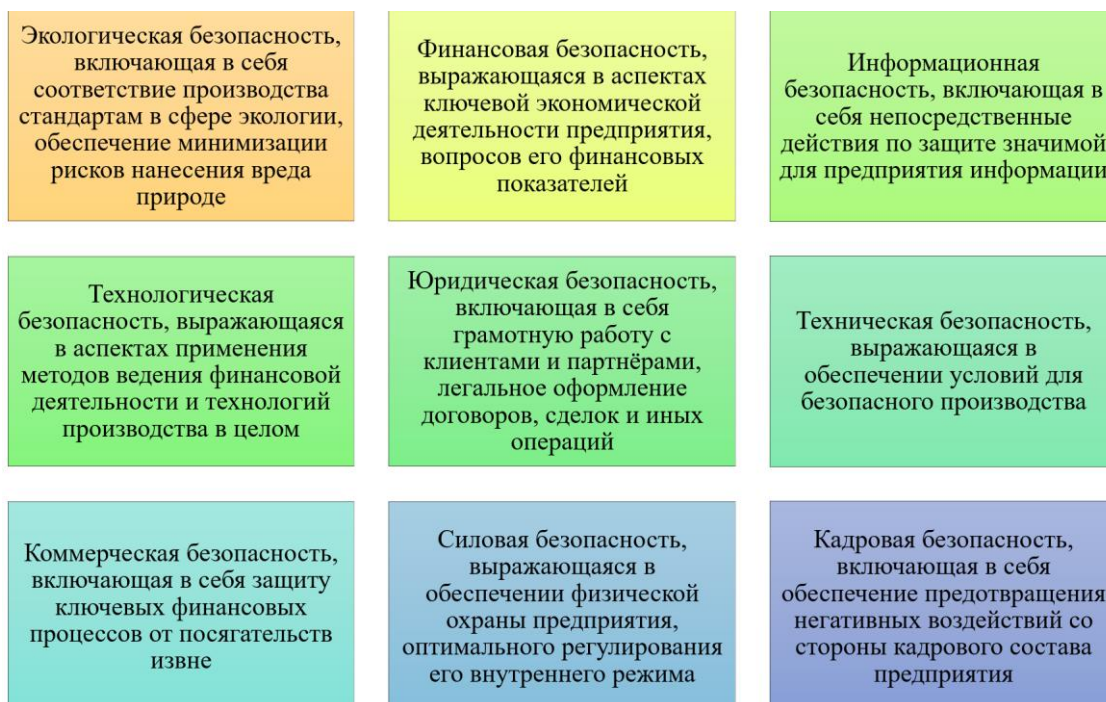 Экологическая безопасность,
включающая в себя
соответствие производства
стандартам в сфере экологии,
обеспечение минимизации
рисков нанесения вреда
природе
Финансовая безопасность,
выражающаяся в аспектах
ключевой экономической
деятельности предприятия,
вопросов его финансовых
показателей
Информационная
безопасность, включающая в
себя непосредственные
действия по защите значимой
для предприятия информации
Технологическая
безопасность, выражающаяся
в аспектах применения
методов ведения финансовой
деятельности и технологий
производства в целом
Юридическая безопасность,
включающая в себя
грамотную работу с
клиентами и партнёрами,
легальное оформление
договоров, сделок и иных
операций
Техническая безопасность,
выражающаяся в
обеспечении условий для
безопасного производства
Коммерческая безопасность,
включающая в себя защиту
ключевых финансовых
процессов от посягательств
извне
Силовая безопасность,
выражающаяся в
обеспечении физической
охраны предприятия,
оптимального регулирования
его внутреннего режима
Кадровая безопасность,
включающая в себя
обеспечение предотвращения
негативных воздействий со
стороны кадрового состава
предприятия